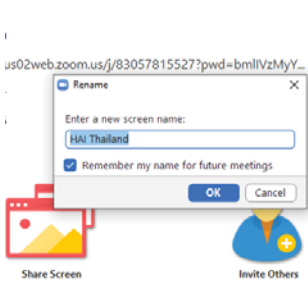 us02web.zoom.us/j/83057815527?pwd=bmlIVzMyY...
Rename
Enter a new screen name:
HAI Thailand
Remember my name for future meetings
OK Cancel
Share Screen Invite Others